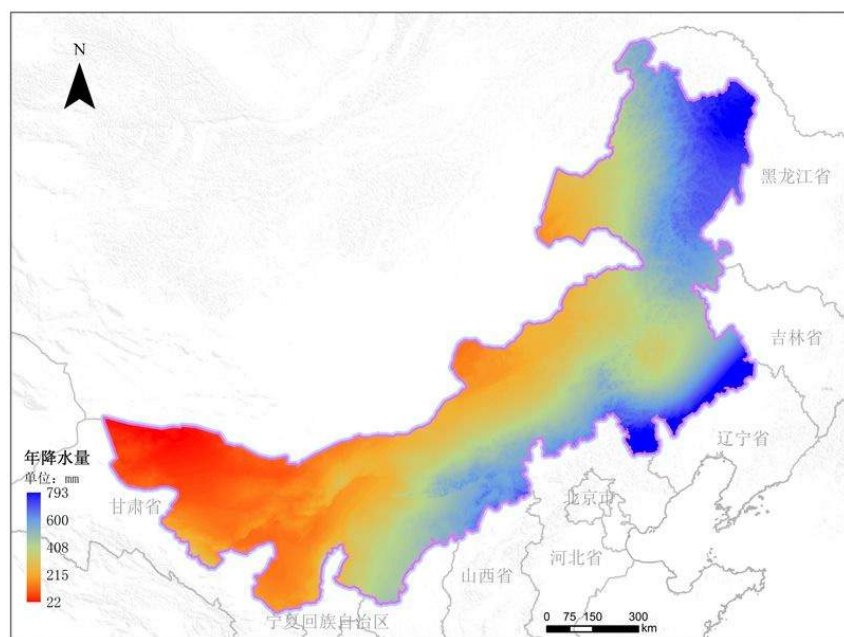 N
黑龙江省
吉林省
辽宁省
年降水量
单位：mm
793
600
408
215
22
甘肃省
北京市
河北省
山西省
宁夏回族自治区
0 75 150 300
km